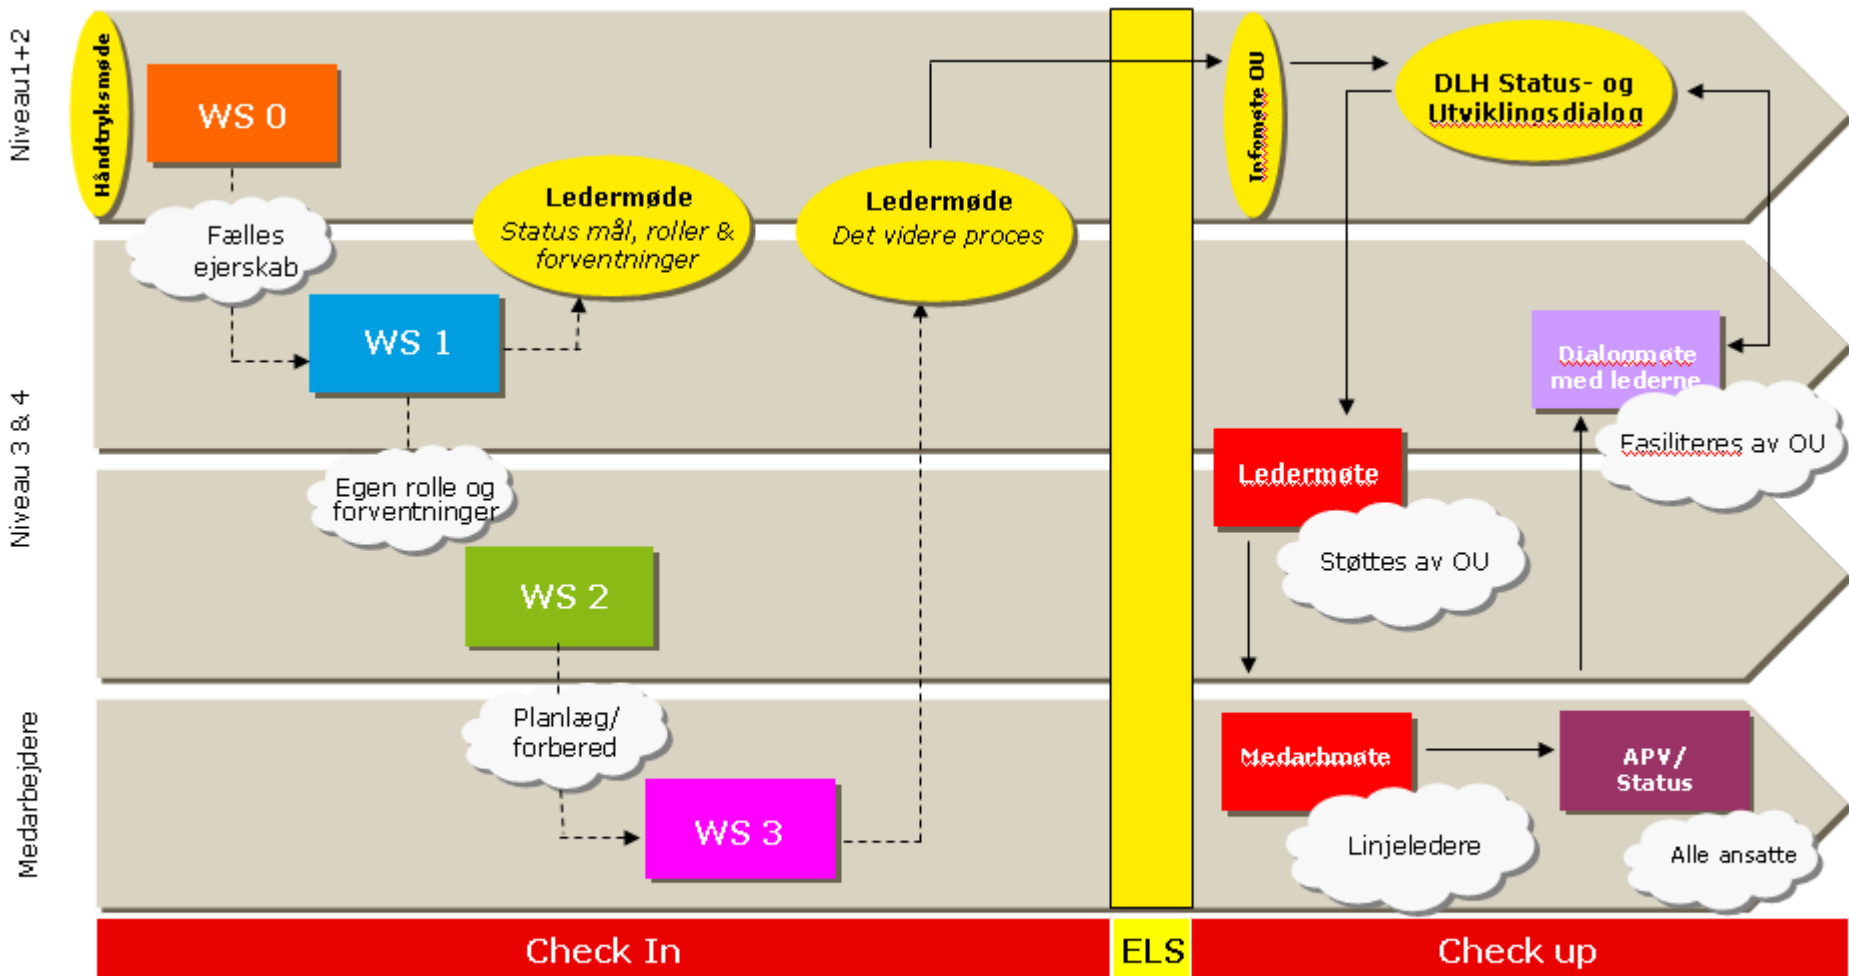 Niveau1+2
Håndtryksmøde
WS 0
Fælles
ejerskab
Ledermøde
Status mål, roller &
forventninger
Ledermøde
Det videre proces
Infomøte OU
DLH Status- og
Utviklingsdialog
Niveau 3 & 4
WS 1
Egen rolle og
forventninger
WS 2
Dialogmøte
med lederne
Fasiliteres av OU
Ledermøte
Støttes av OU
Medarbejdere
Planlæg/
forbered
WS 3
Medarbmøte
Linjeledere
APV/
Status
Alle ansatte
Check In
ELS
Check up